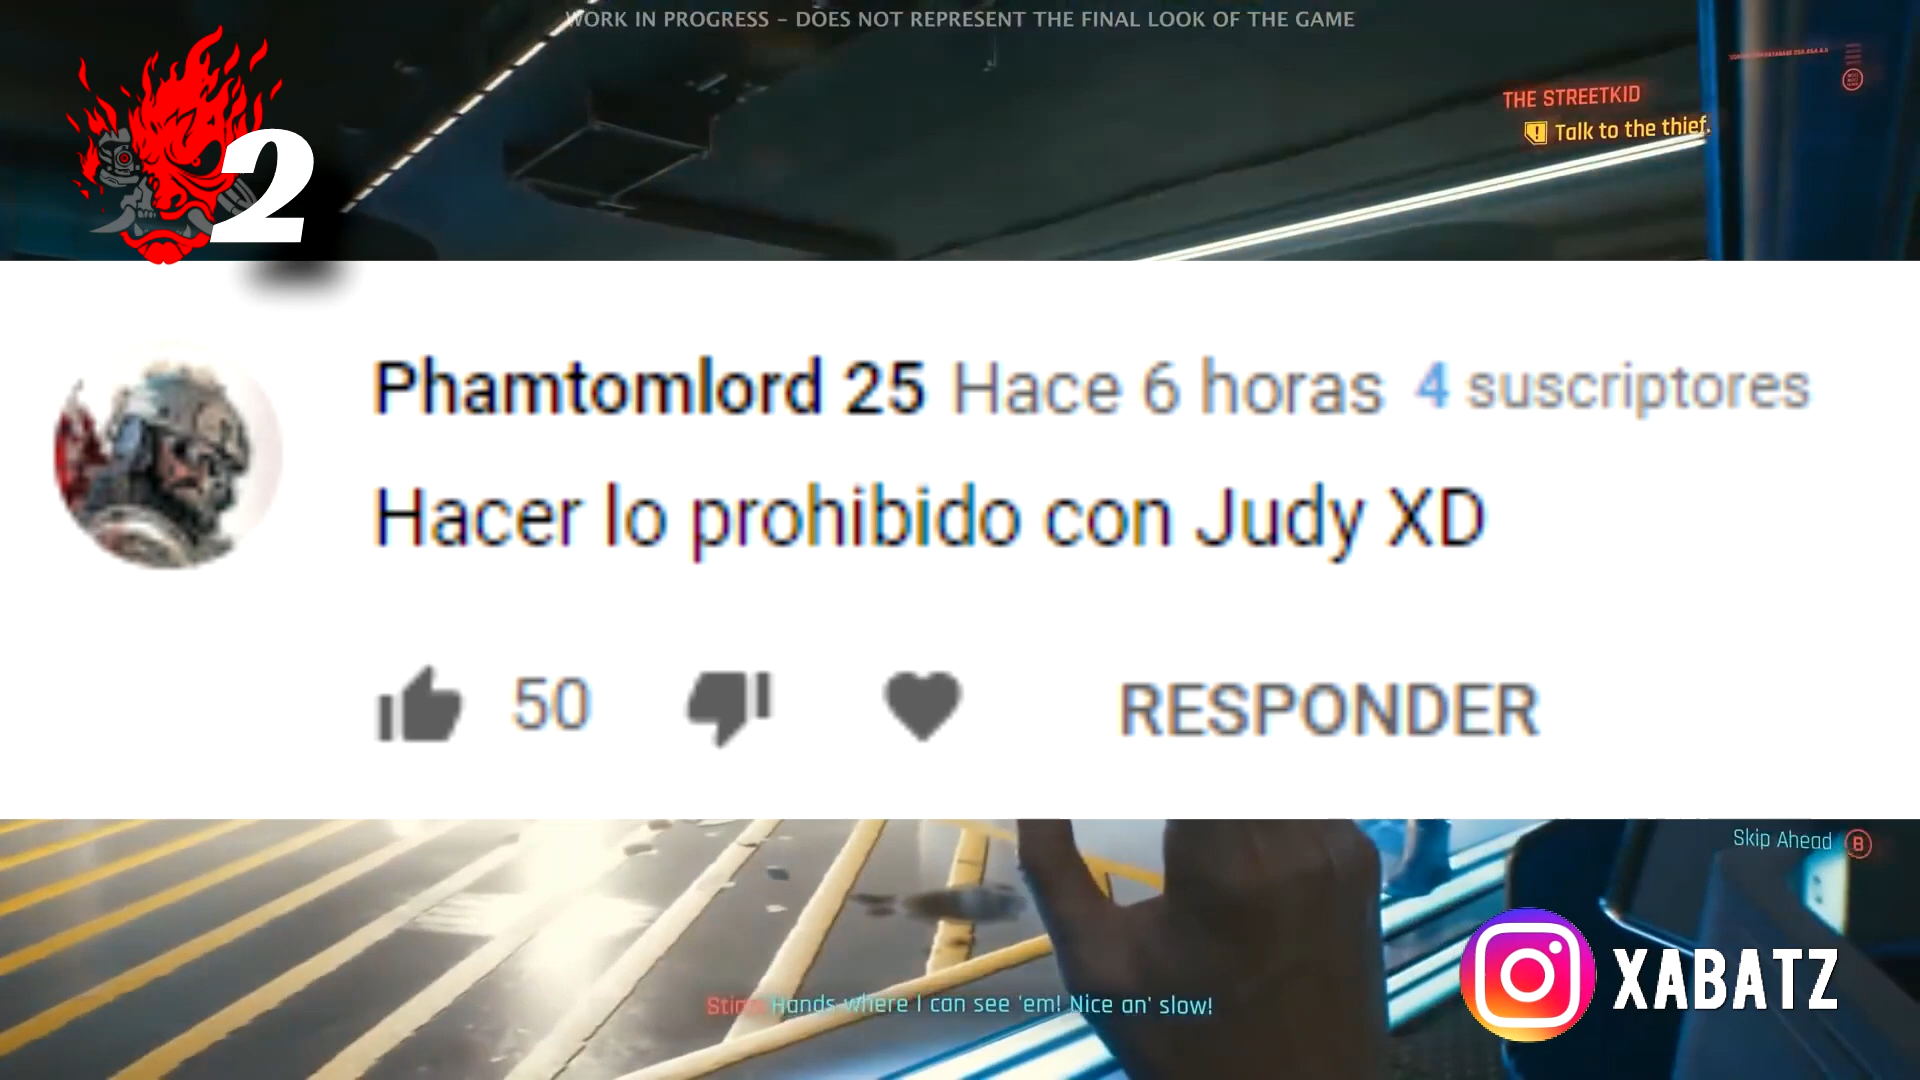 WORK IN PROGRESS - DOES NOT REPRESENT THE FINAL LOOK OF THE GAME
THE STREETKID
Talk to the thief.
2
Phamtomlord 25 Hace 6 horas 4 suscriptores
Hacer lo prohibido con Judy XD
50
RESPONDER
Skip Ahead B
Hands where I can see 'em! Nice an' slow!
XABATZ